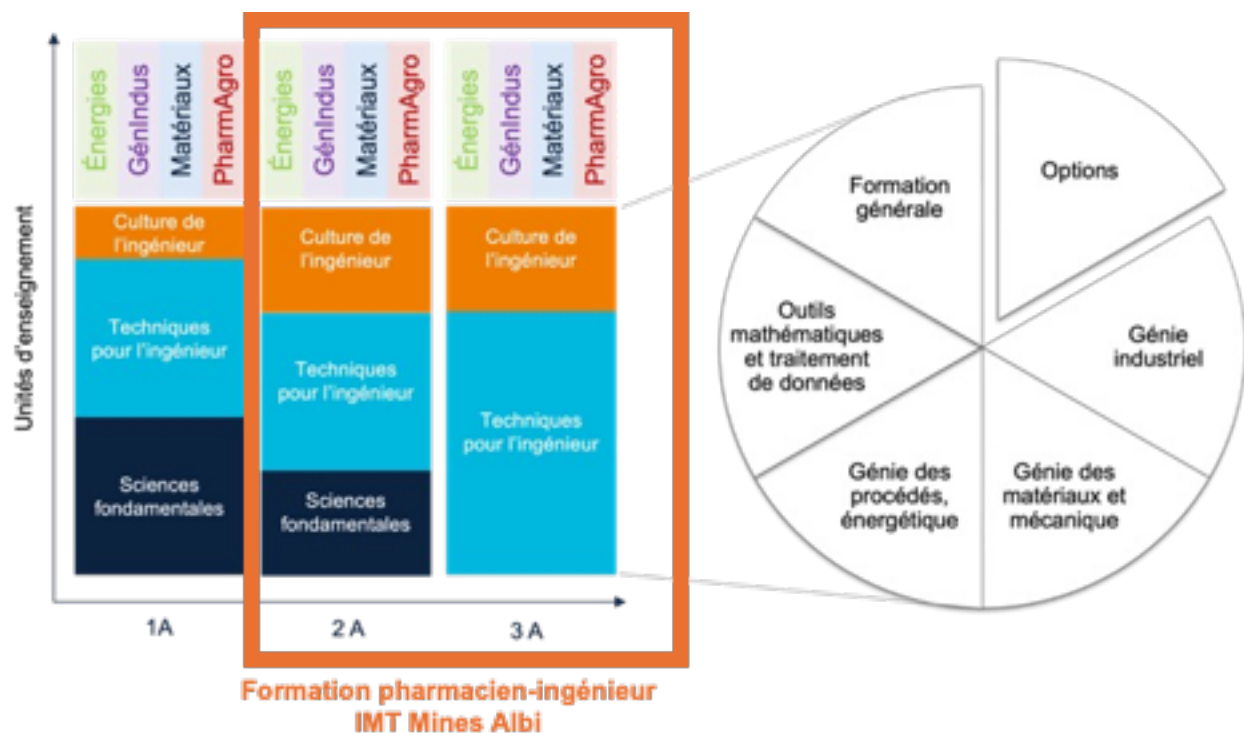 Unités d'enseignement
Énergies
GénIndus
Matériaux
PharmAgro
Culture de
l'ingénieur
Techniques
pour l'ingénieur
Sciences
fondamentales
1A
Énergies
GénIndus
Matériaux
PharmAgro
Culture de
l'ingénieur
Techniques
pour l'ingénieur
Sciences
fondamentales
2 A
Énergies
GénIndus
Matériaux
PharmAgro
Culture de
l'ingénieur
Techniques
pour l'ingénieur
3 A
Formation pharmacien-ingénieur
IMT Mines Albi
Formation
générale
Options
Outils
mathématiques
et traitement
de données
Génie
industriel
Génie des
procédés,
énergétique
Génie des
matériaux et
mécanique